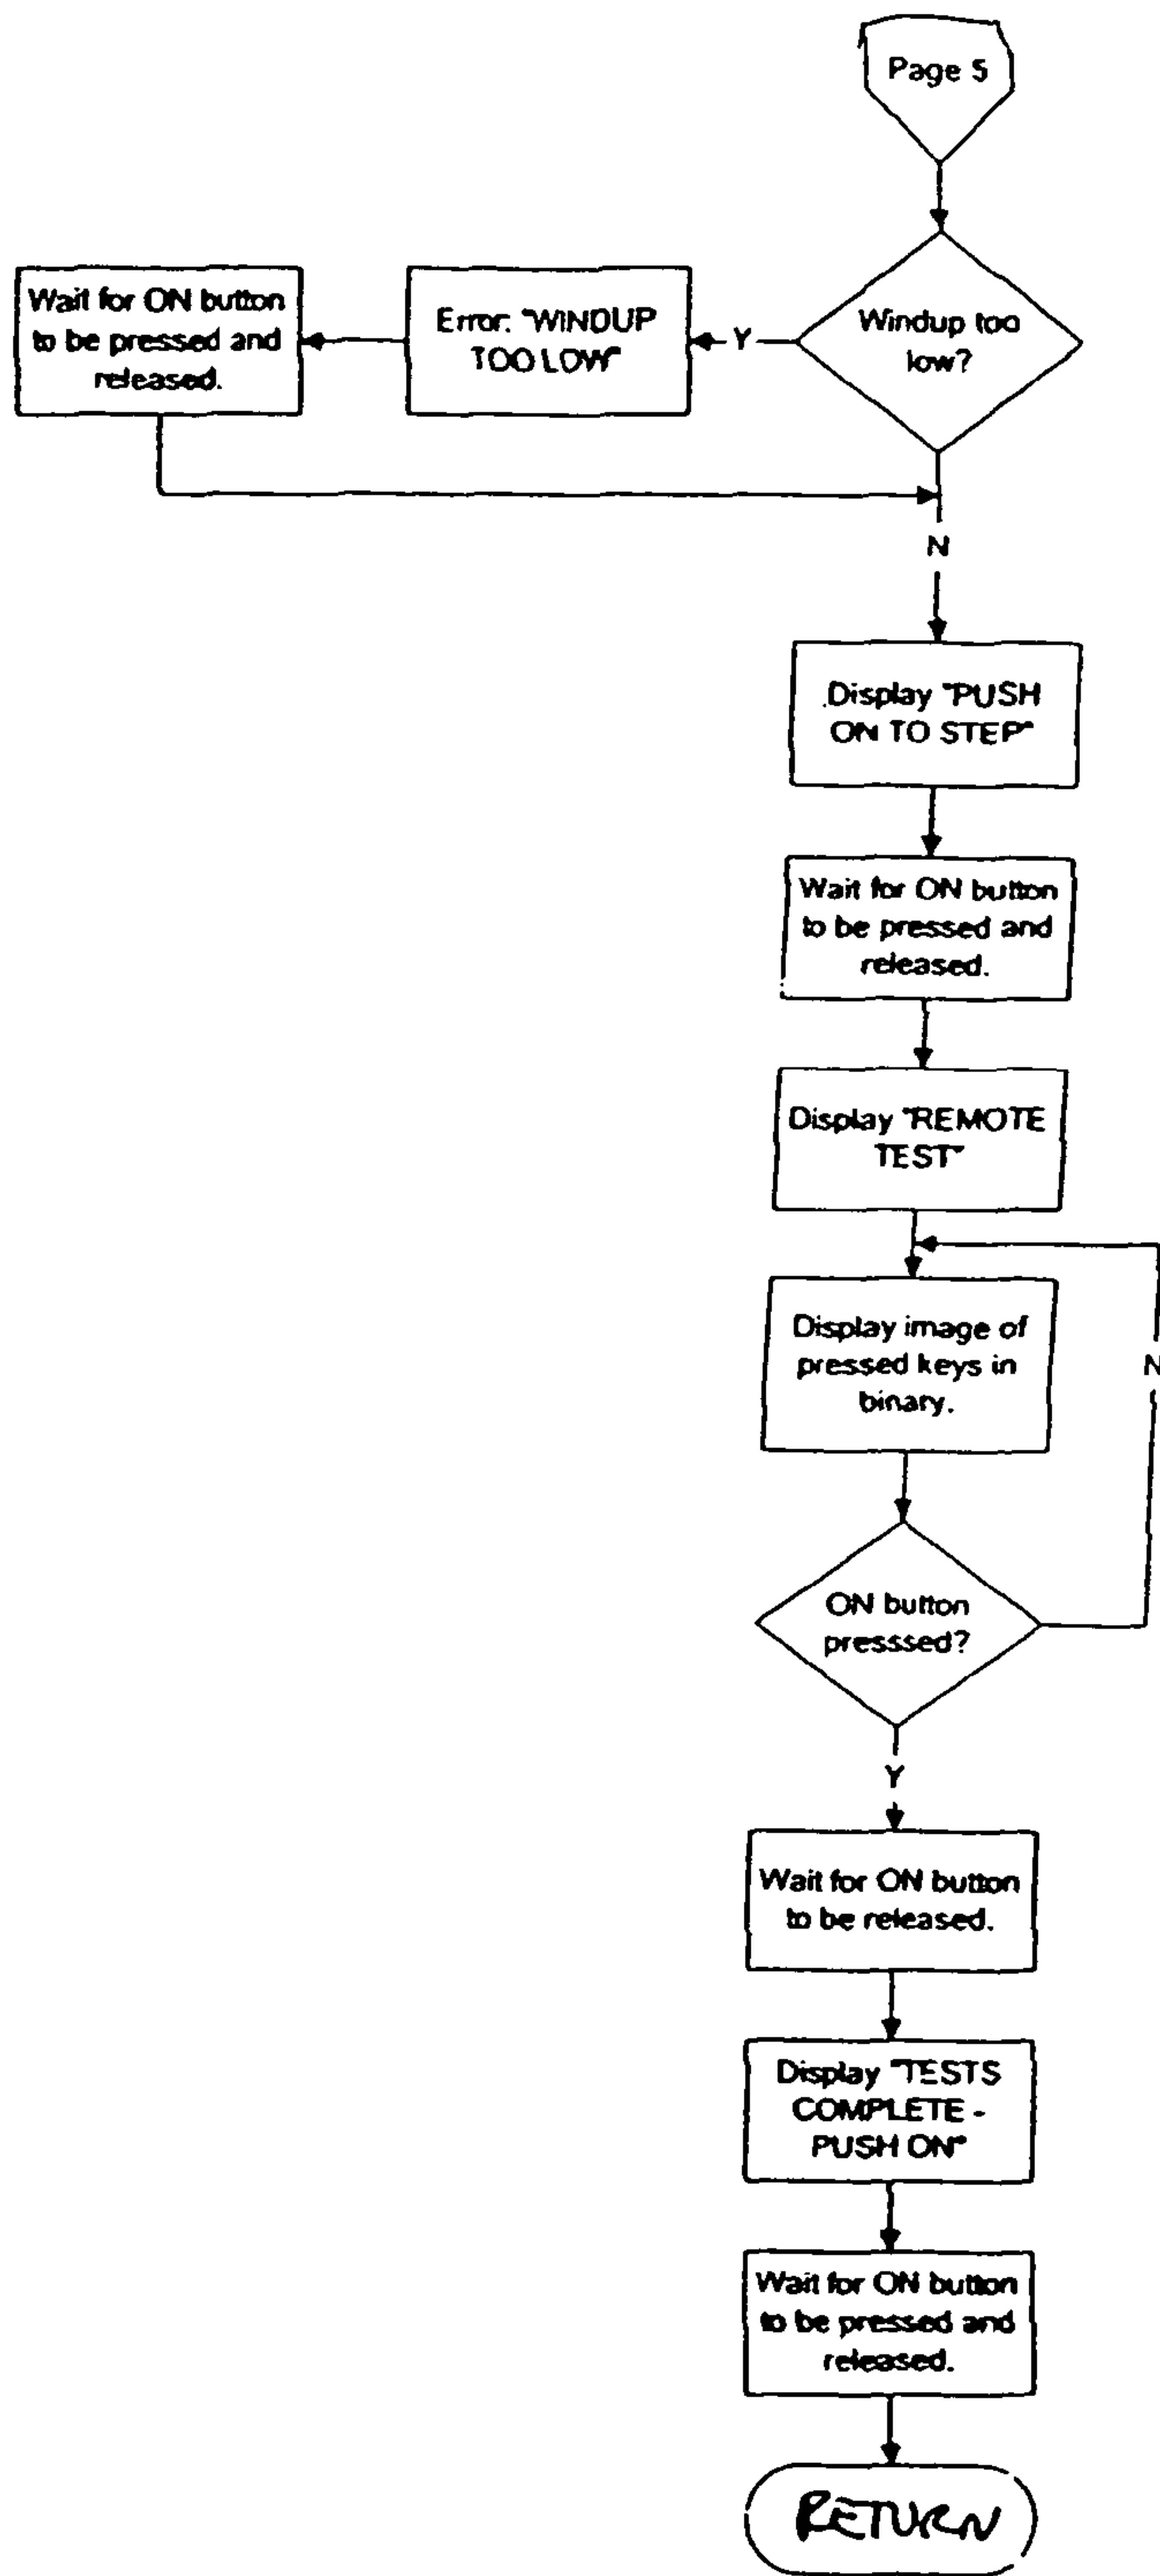 Page 5
Windup too
low?
Y
Error: "WINDUP
TOO LOW"
Wait for ON button
to be pressed and
released.
N
Display "PUSH
ON TO STEP"
Wait for ON button
to be pressed and
released.
Display "REMOTE
TEST"
Display image of
pressed keys in
binary.
N
ON button
presssed?
Y
Wait for ON button
to be released.
Display "TESTS
COMPLETE -
PUSH ON"
Wait for ON button
to be pressed and
released.
RETURN